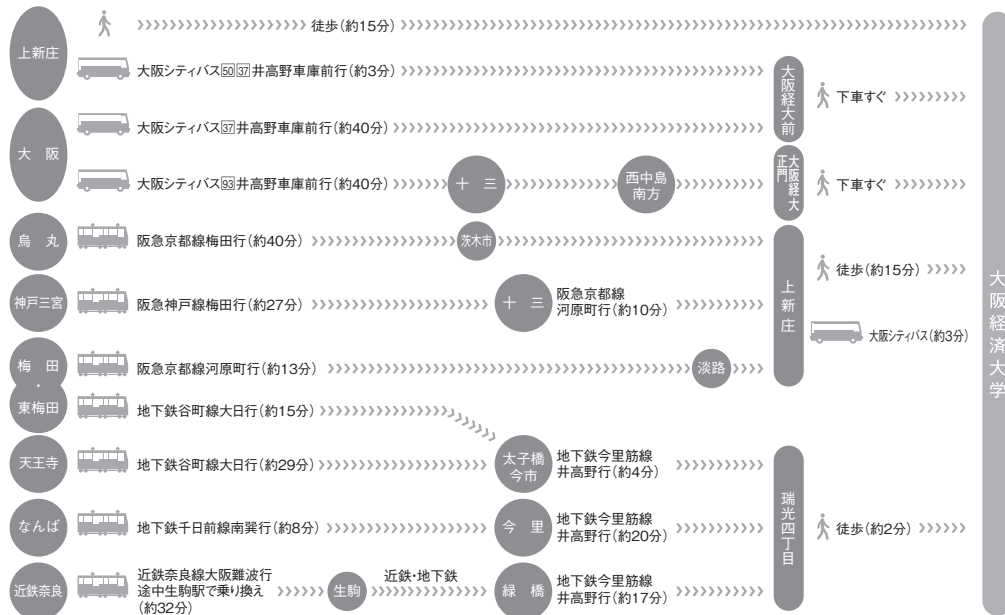 上新庄
徒歩(約15分)
大阪シティバス50 37井高野車庫前行(約3分)
大阪経大前
下車すぐ
大阪
大阪シティバス37井高野車庫前行(約40分)
大阪シティバス93井高野車庫前行(約40分)
十三
西中島
南方
大阪経大
正門
下車すぐ
烏丸
阪急京都線梅田行(約40分)
茨木市
神戸三宮
阪急神戸線梅田行(約27分)
十三
阪急京都線
河原町行(約10分)
梅田
阪急京都線河原町行(約13分)
淡路
上新庄
徒歩(約15分)
大阪シティバス(約3分)
・
東梅田
地下鉄谷町線大日行(約15分)
天王寺
地下鉄谷町線大日行(約29分)
太子橋
今市
地下鉄今里筋線
井高野行(約4分)
なんば
地下鉄千日前線南巽行(約8分)
今里
地下鉄今里筋線
井高野行(約20分)
近鉄奈良
近鉄奈良線大阪難波行
途中生駒駅で乗り換え
(約32分)
生駒
近鉄・地下鉄
緑橋
地下鉄今里筋線
井高野行(約17分)
瑞光四丁目
徒歩(約2分)
大阪経済大学